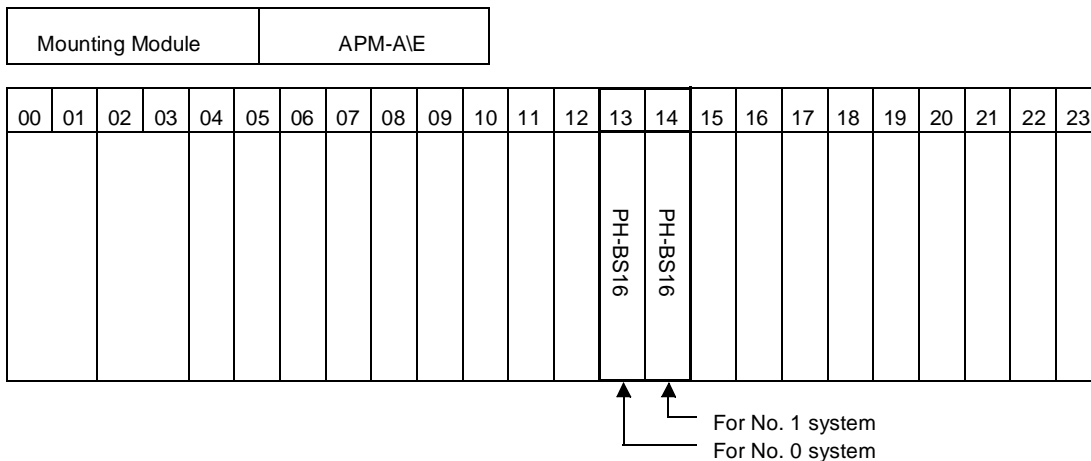 Mounting Module APM-A\E
00 01 02 03 04 05 06 07 08 09 10 11 12 13 14 15 16 17 18 19 20 21 22 23
PH-BS16 PH-BS16
For No. 1 system
For No. 0 system